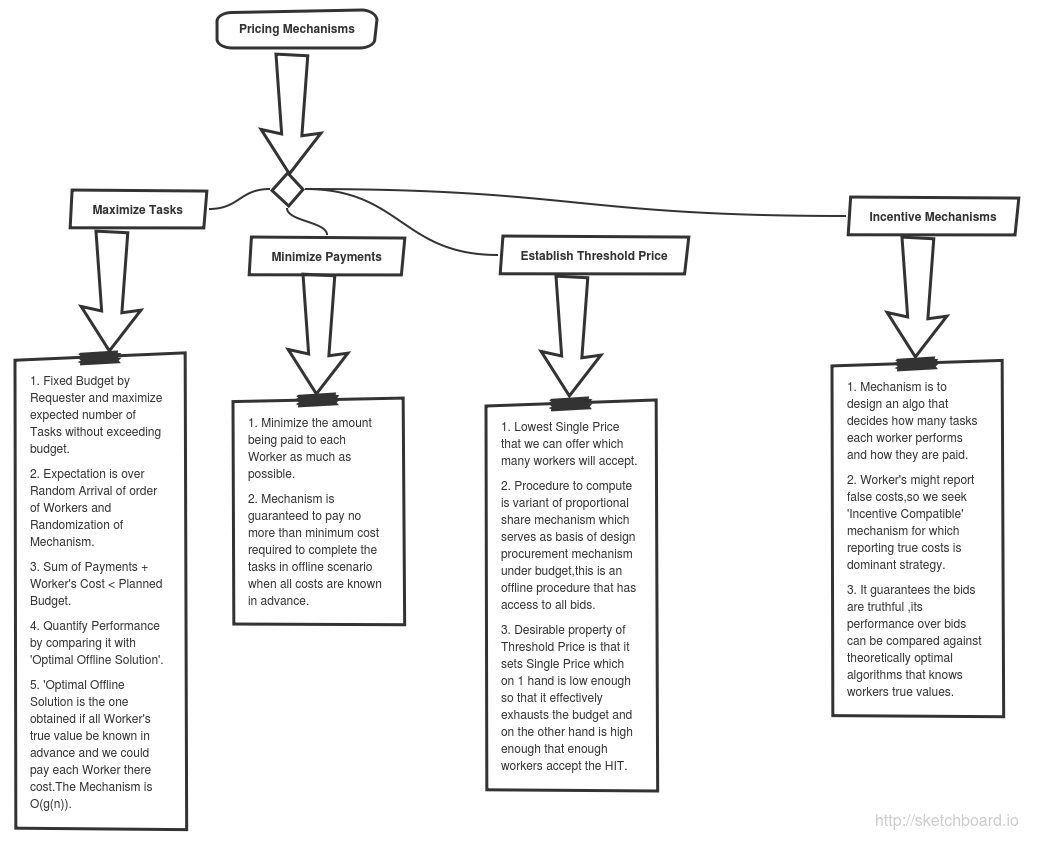 Pricing Mechanisms
Maximize Tasks
Minimize Payments
Establish Threshold Price
Incentive Mechanisms
1. Fixed Budget by
Requester and maximize
expected number of
Tasks without exceeding
budget.
2. Expectation is over
Random Arrival of order
of Workers and
Randomization of
Mechanism.
3. Sum of Payments +
Worker's Cost < Planned
Budget.
4. Quantify Performance
by comparing it with
'Optimal Offline Solution'.
5. 'Optimal Offline
Solution is the one
obtained if all Worker's
true value be known in
advance and we could
pay each Worker there
cost.The Mechanism is
O(g(n)).
1. Minimize the amount
being paid to each
Worker as much as
possible.
2. Mechanism is
guaranteed to pay no
more than minimum cost
required to complete the
tasks in offline scenario
when all costs are known
in advance.
1. Lowest Single Price
that we can offer which
many workers will accept.
2. Procedure to compute
is variant of proportional
share mechanism which
serves as basis of design
procurement mechanism
under budget,this is an
offline procedure that has
access to all bids.
3. Desirable property of
Threshold Price is that it
sets Single Price which
on 1 hand is low enough
so that it effectively
exhausts the budget and
on the other hand is high
enough that enough
workers accept the HIT.
1. Mechanism is to
design an algo that
decides how many tasks
each worker performs
and how they are paid.
2. Worker's might report
false costs,so we seek
'Incentive Compatible'
mechanism for which
reporting true costs is
dominant strategy.
3. It guarantees the bids
are truthful ,its
performance over bids
can be compared against
theoretically optimal
algorithms that knows
workers true values.
http://sketchboard.io